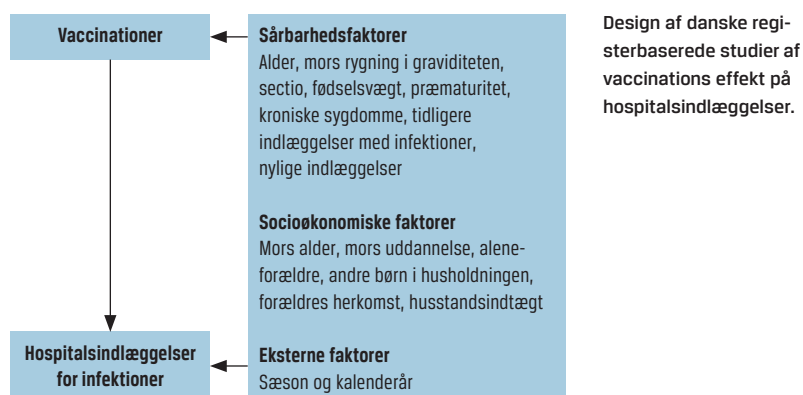 Vaccinationer
Sårbarhedsfaktorer
Alder, mors rygning i graviditeten,
sectio, fødselsvægt, præmaturitet,
kroniske sygdomme, tidligere
indlæggelser med infektioner,
nylige indlæggelser
Socioøkonomiske faktorer
Mors alder, mors uddannelse, alene-
forældre, andre børn i husholdningen,
forældres herkomst, husstandsindtægt
Hospitalsindlæggelser
for infektioner
Eksterne faktorer
Sæson og kalenderår
Design af danske regi-
sterbaserede studier af
vaccinations effekt på
hospitalsindlæggelser.